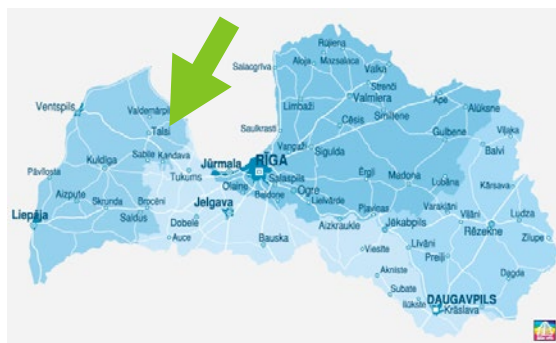 Rūjiena
Salacgrīva
Aloja
Mazsalaca
Valka
Strenči
Ventspils
Valdemārpils
Limbaži
Valmiera
Ape
Alūksne
Talsi
Cēsis
Smiltene
Saulkrasti
Gulbene
Viļaka
Kuldīga
Sabile
Kandava
Jūrmala
RĪGA
Vangaži
Sigulda
Balvi
Pāvilosta
Tukums
Salaspils
Ērgļi
Madona
Lubāna
Kārsava
Aizpute
Skrunda
Brocēni
Olaine
Baldone
Ogre
Lielvārde
Pļaviņas
Varakļāni
Viļāni
Ludza
Liepāja
Saldus
Dobele
Jelgava
Aizkraukle
Jēkabpils
Rēzekne
Zilupe
Auce
Bauska
Viesīte
Līvāni
Preiļi
Akniste
Dagda
Subate
Ilūkste
DAUGAVPILS
Krāslava